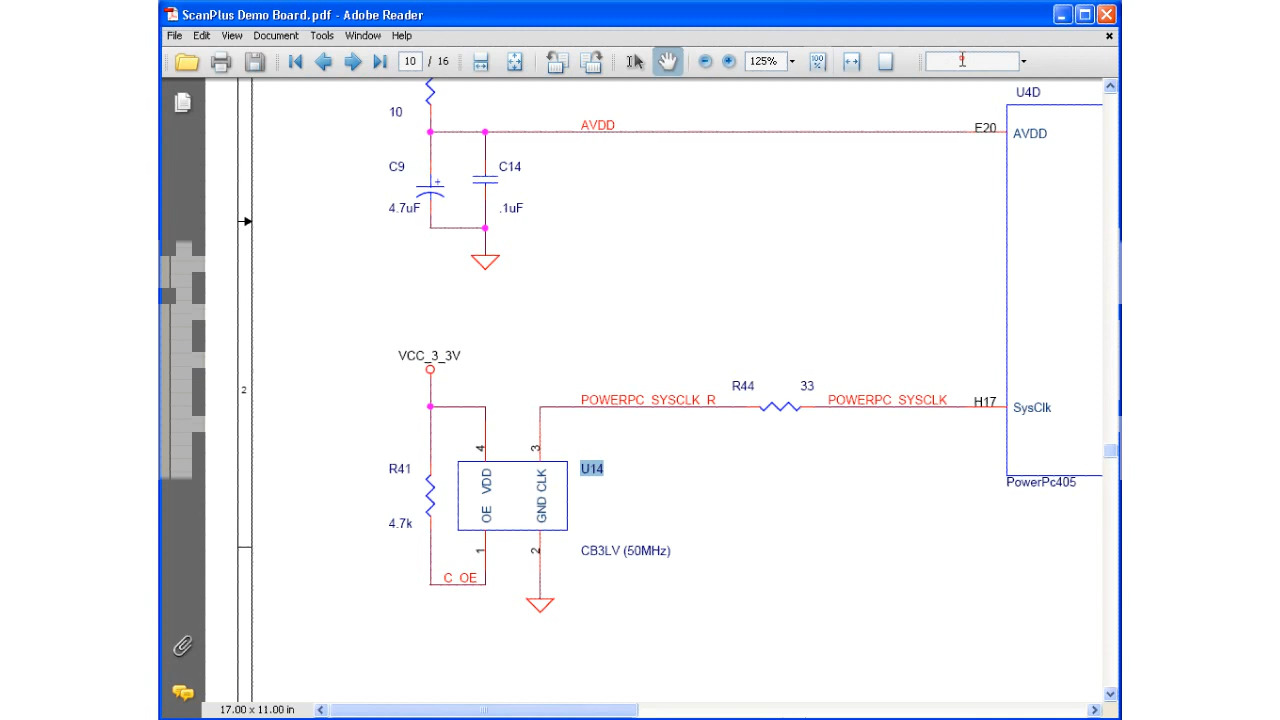 ScanPlus Demo Board.pdf - Adobe Reader
File Edit View Document Tools Window Help
10 / 16 125% 100 %
U4D
10
AVDD E20 AVDD
C9 C14
+
4.7uF .1uF
VCC_3_3V
2
R44 33
POWERPC_SYSCLK_R POWERPC_SYSCLK H17 SysClk
4 3
R41 VDD CLK U14
PowerPc405
OE GND
4.7k
1 2 CB3LV (50MHz)
C_OE
17.00 x 11.00 in